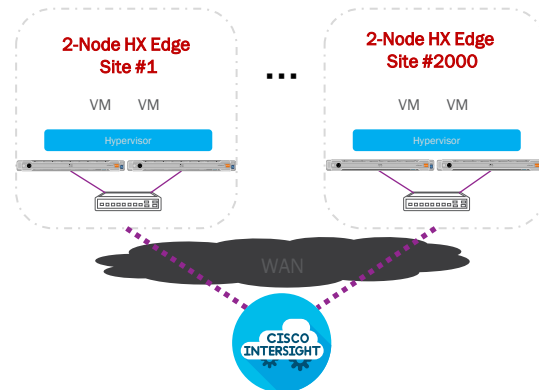 2-Node HX Edge
Site #1
...
2-Node HX Edge
Site #2000
VM VM
VM VM
Hypervisor
Hypervisor
WAN
CISCO
INTERSIGHT